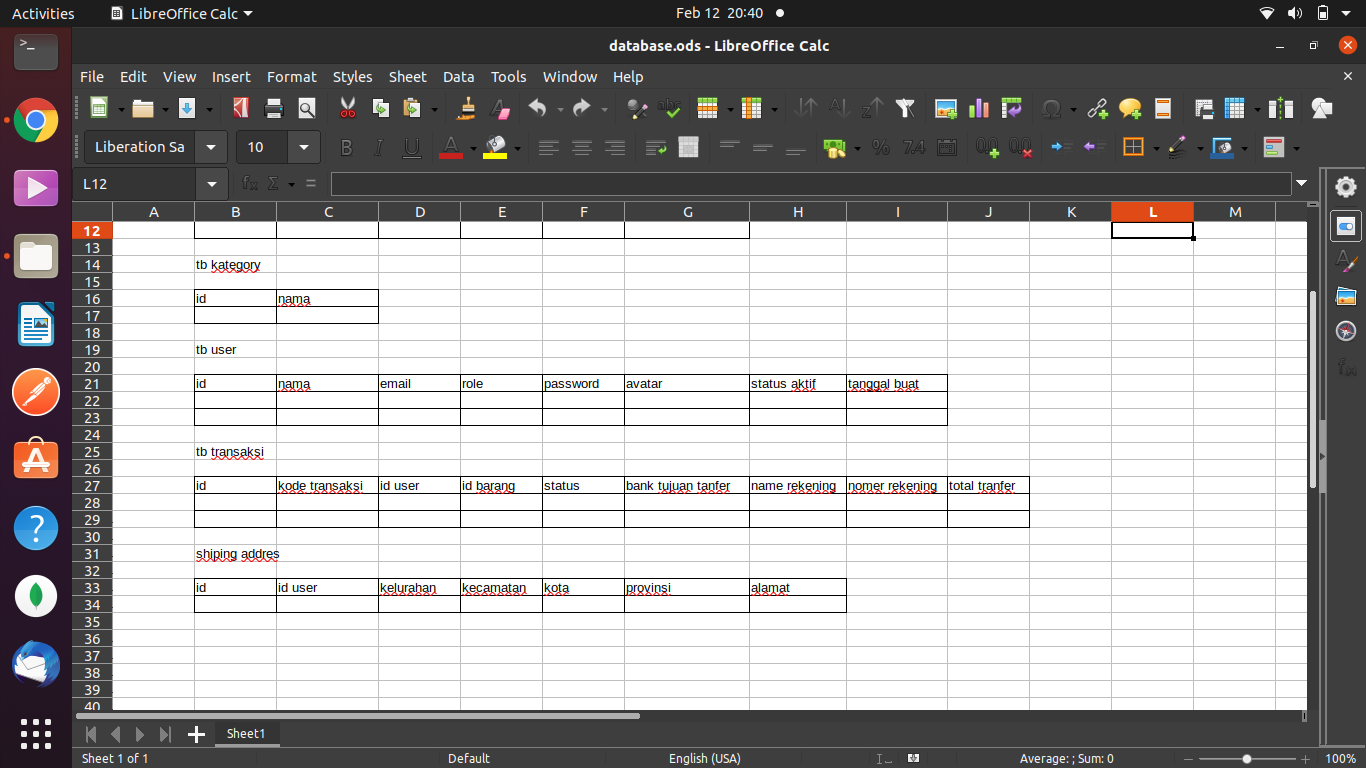 Activities LibreOffice Calc Feb 12 20:40
database.ods - LibreOffice Calc
File Edit View Insert Format Styles Sheet Data Tools Window Help
Liberation Sa 10
L12
A B C D E F G H I J K L M
12
13
14 tb kategory
15
16 id nama
17
18
19 tb user
20
21 id nama email role password avatar status aktif tanggal buat
22
23
24
25 tb transaksi
26
27 id kode transaksi id user id barang status bank tujuan tanfer name rekening nomer rekening total tranfer
28
29
30
31 shiping addres
32
33 id id user kelurahan kecamatan kota provinsi alamat
34
35
36
37
38
39
40
Sheet1
Sheet 1 of 1 Default English (USA) Average: ; Sum: 0 100%